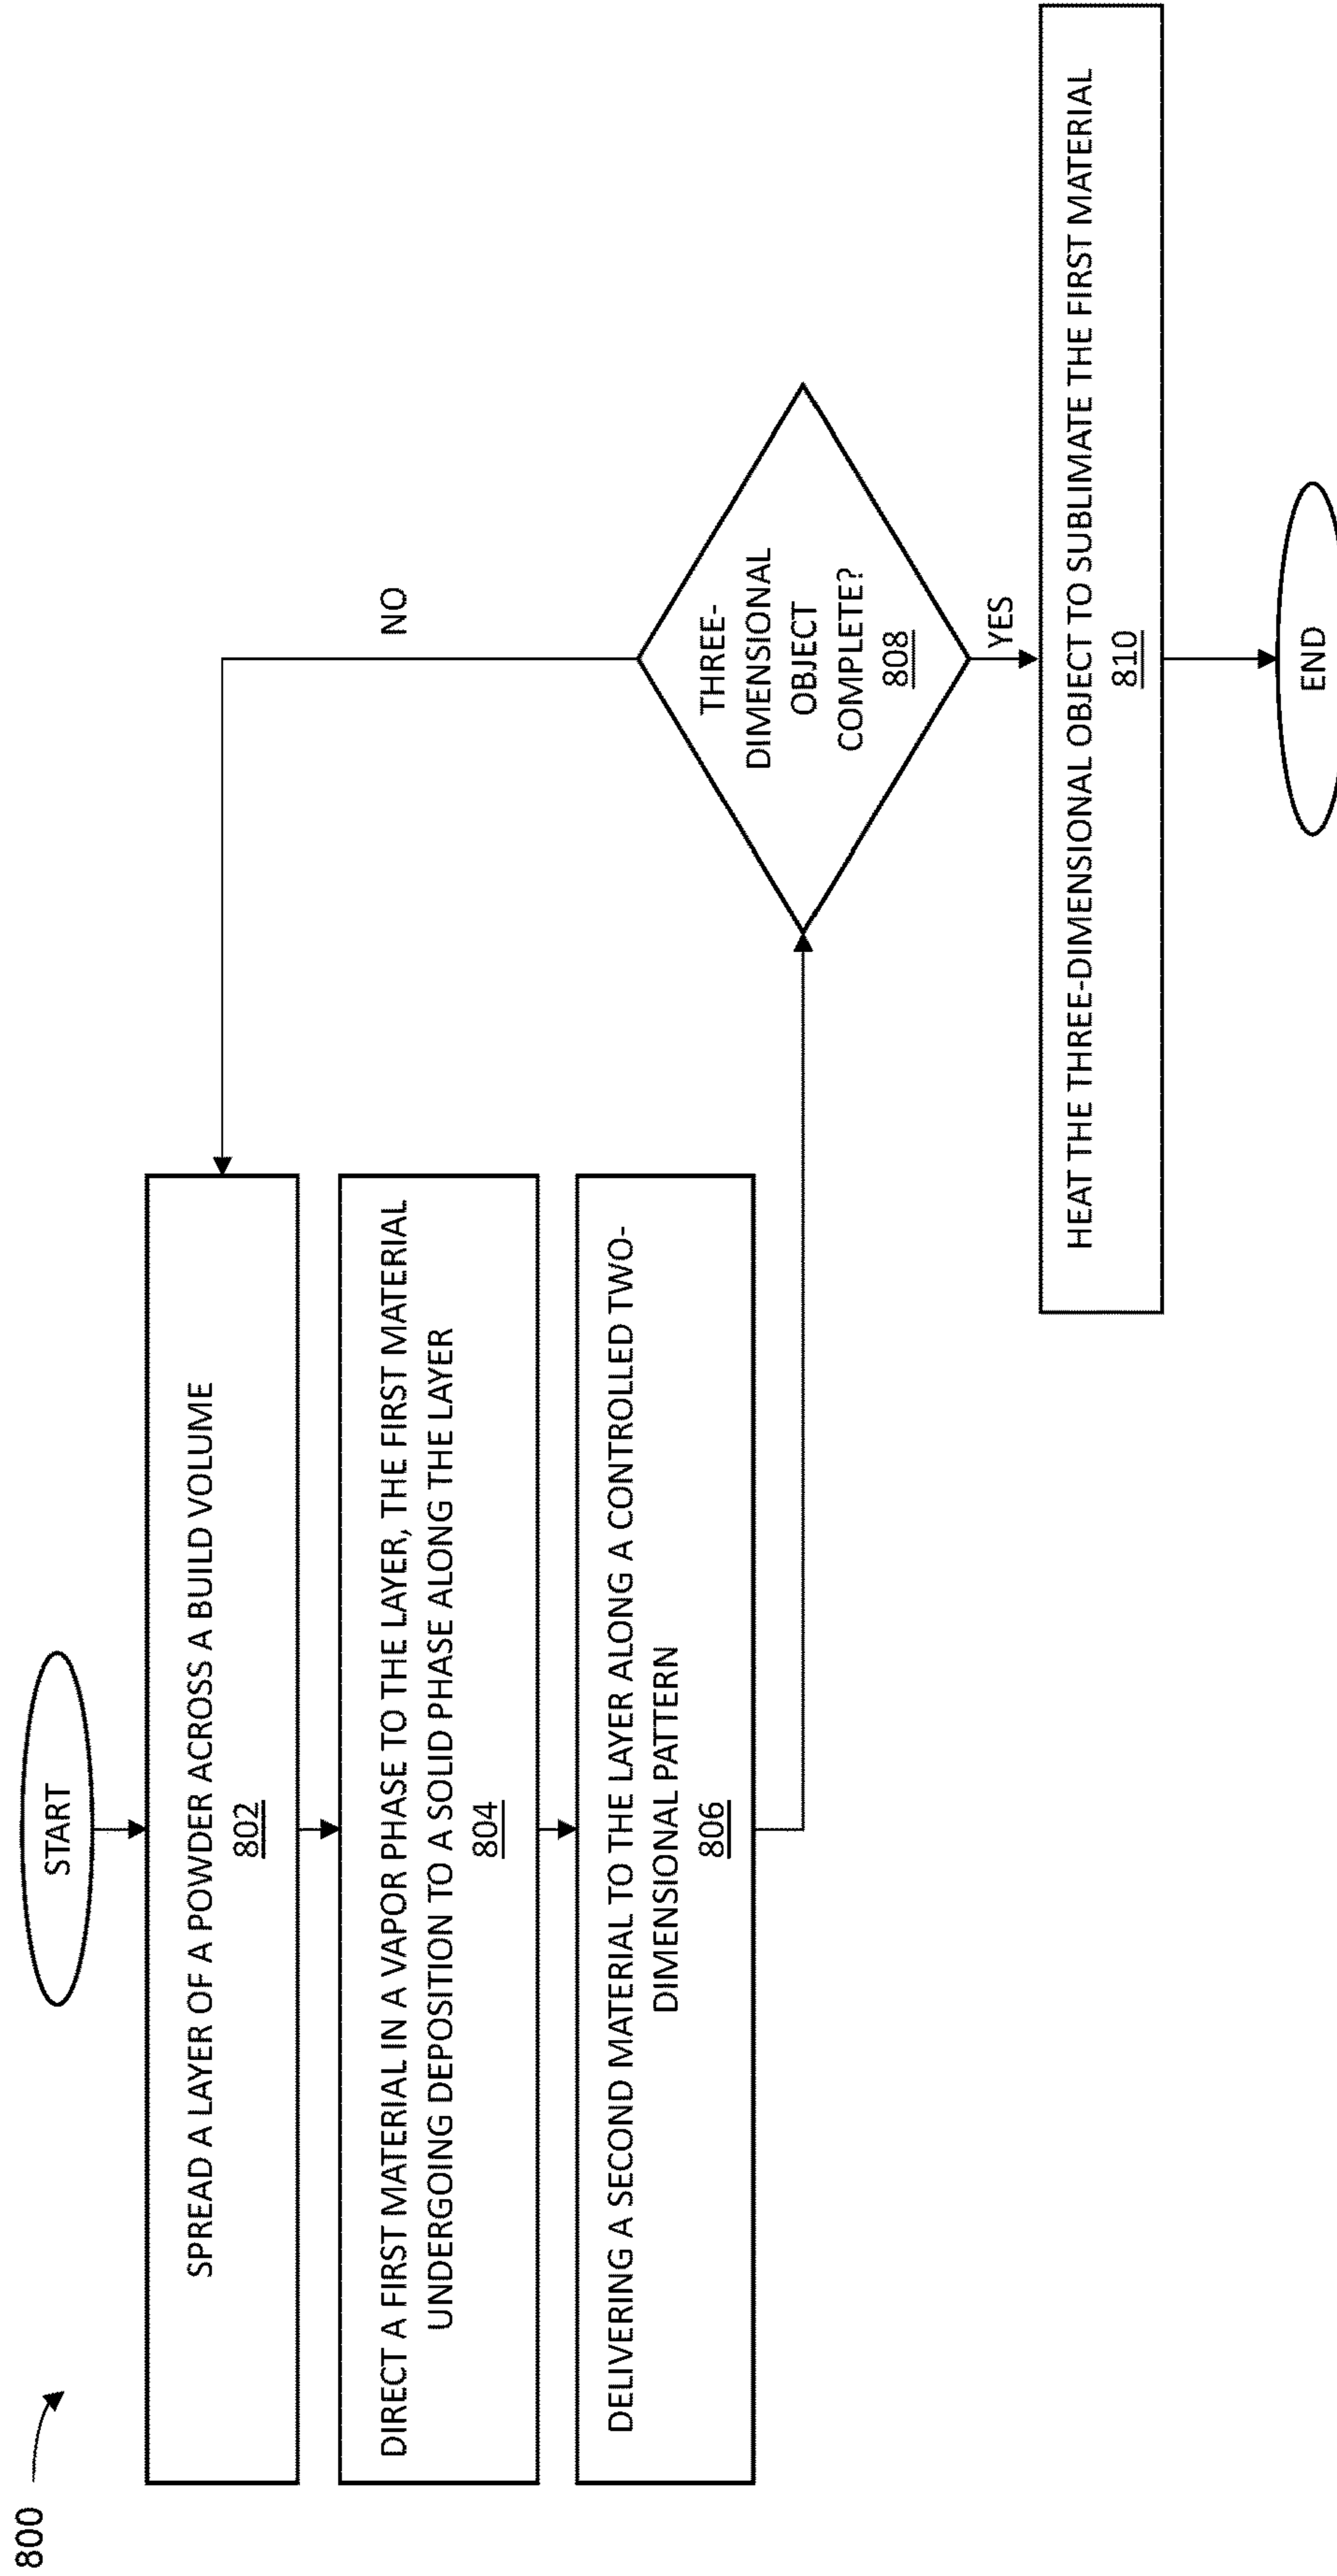 800
START
SPREAD A LAYER OF A POWDER ACROSS A BUILD VOLUME
802
DIRECT A FIRST MATERIAL IN A VAPOR PHASE TO THE LAYER, THE FIRST MATERIAL
UNDERGOING DEPOSITION TO A SOLID PHASE ALONG THE LAYER
804
DELIVERING A SECOND MATERIAL TO THE LAYER ALONG A CONTROLLED TWO-
DIMENSIONAL PATTERN
806
NO
THREE-
DIMENSIONAL
OBJECT
COMPLETE?
808
YES
HEAT THE THREE-DIMENSIONAL OBJECT TO SUBLIMATE THE FIRST MATERIAL
810
END